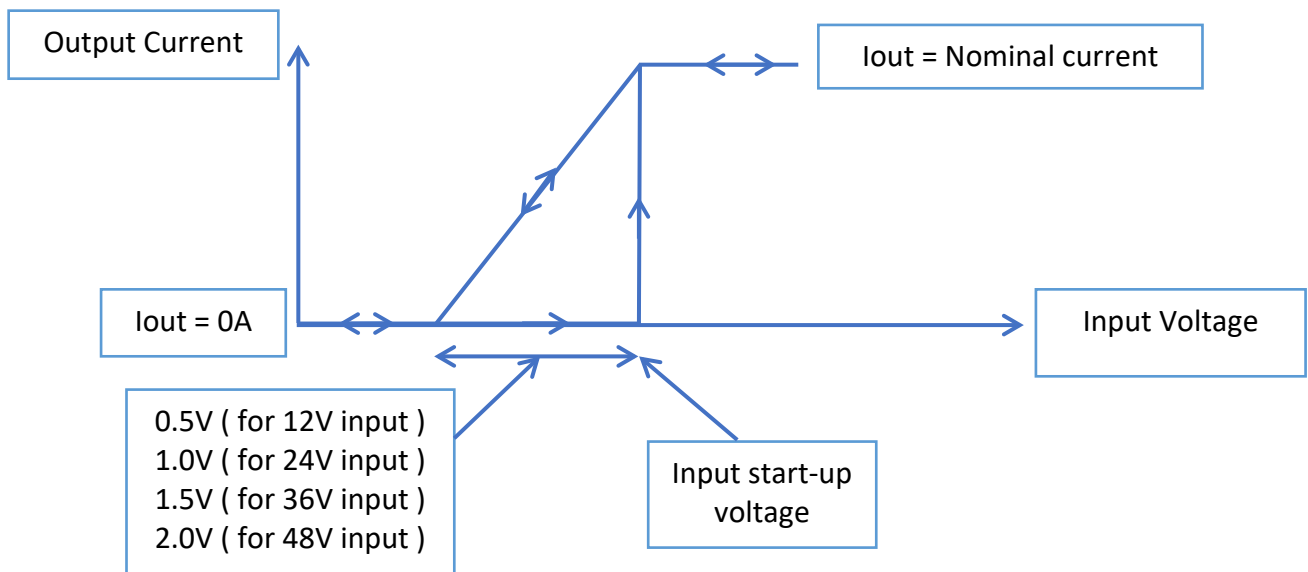 Output Current
Iout = Nominal current
Iout = 0A
Input Voltage
0.5V ( for 12V input )
1.0V ( for 24V input )
1.5V ( for 36V input )
2.0V ( for 48V input )
Input start-up
voltage